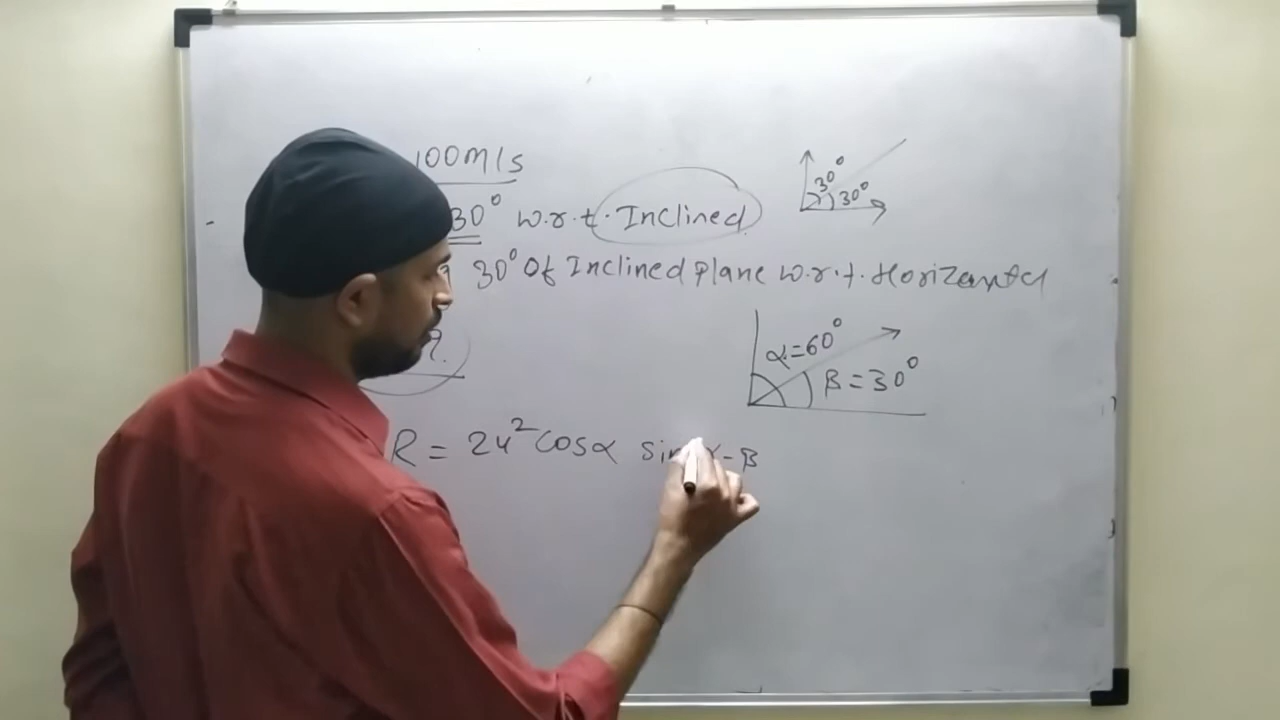 100m/s
30° w.r.t. Inclined
30° Of Inclined Plane w.r.t. Horizontal
?
R = 2u² cosα sin α-β
30°
30°
α=60°
β=30°